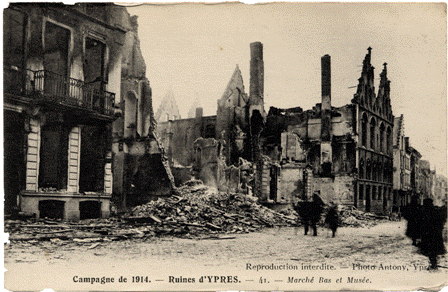 Reproduction interdite. — Photo Antony, Ypres
Campagne de 1914. — Ruines d'YPRES. — 41. — Marché Bas et Musée.